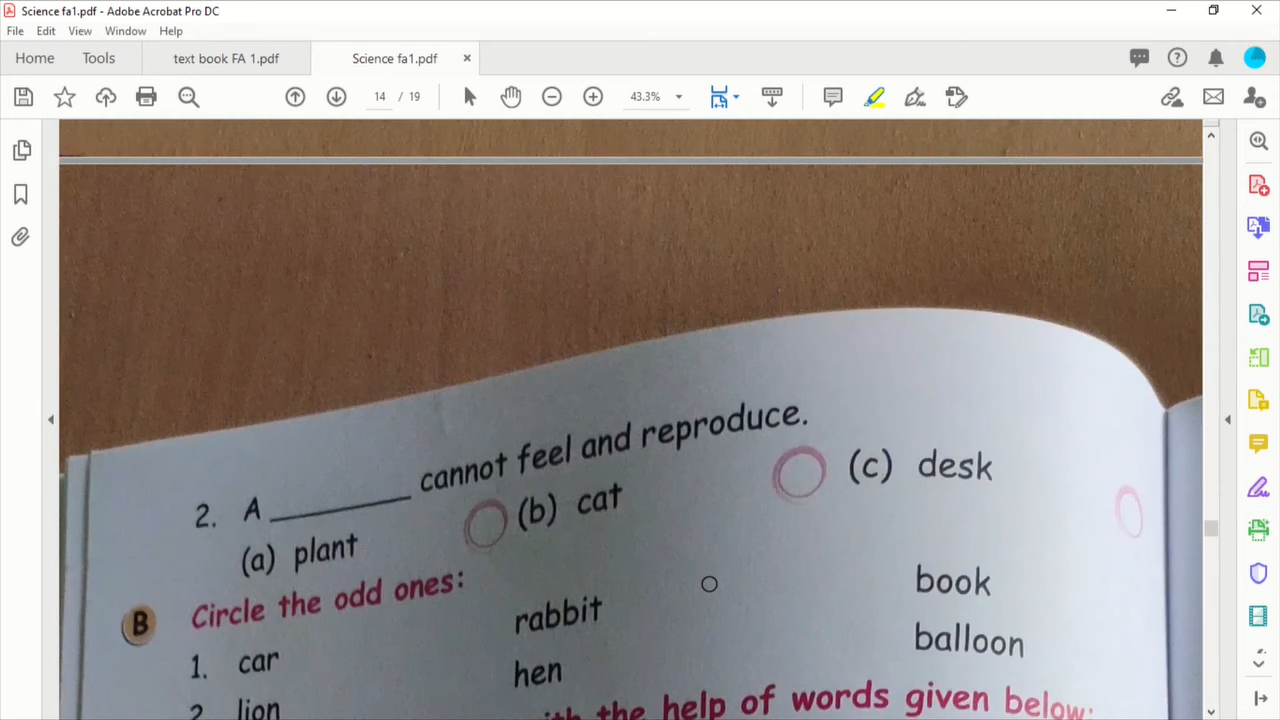 Science fa1.pdf - Adobe Acrobat Pro DC
File Edit View Window Help
Home Tools text book FA 1.pdf Science fa1.pdf ×
14 / 19 43.3%
2. A ________ cannot feel and reproduce.
(a) plant (b) cat (c) desk
B Circle the odd ones:
1. car rabbit book
2. lion hen balloon
with the help of words given below: